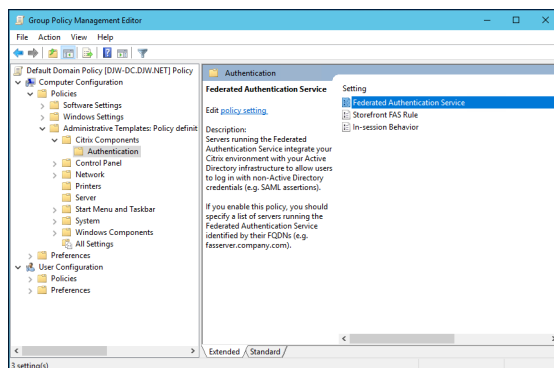 Group Policy Management Editor
File Action View Help
Default Domain Policy [DJW-DC.DJW.NET] Policy
Computer Configuration
Policies
Software Settings
Windows Settings
Administrative Templates: Policy definit
Citrix Components
Authentication
Control Panel
Network
Printers
Server
Start Menu and Taskbar
System
Windows Components
All Settings
Preferences
User Configuration
Policies
Preferences
Authentication
Federated Authentication Service
Edit policy setting
Description:
Servers running the Federated
Authentication Service integrate your
Citrix environment with your Active
Directory infrastructure to allow users
to log in with non-Active Directory
credentials (e.g. SAML assertions).
If you enable this policy, you should
specify a list of servers running the
Federated Authentication Service
identified by their FQDNs (e.g.
fasserver.company.com).
Setting
Federated Authentication Service
Storefront FAS Rule
In-session Behavior
Extended Standard
3 setting(s)